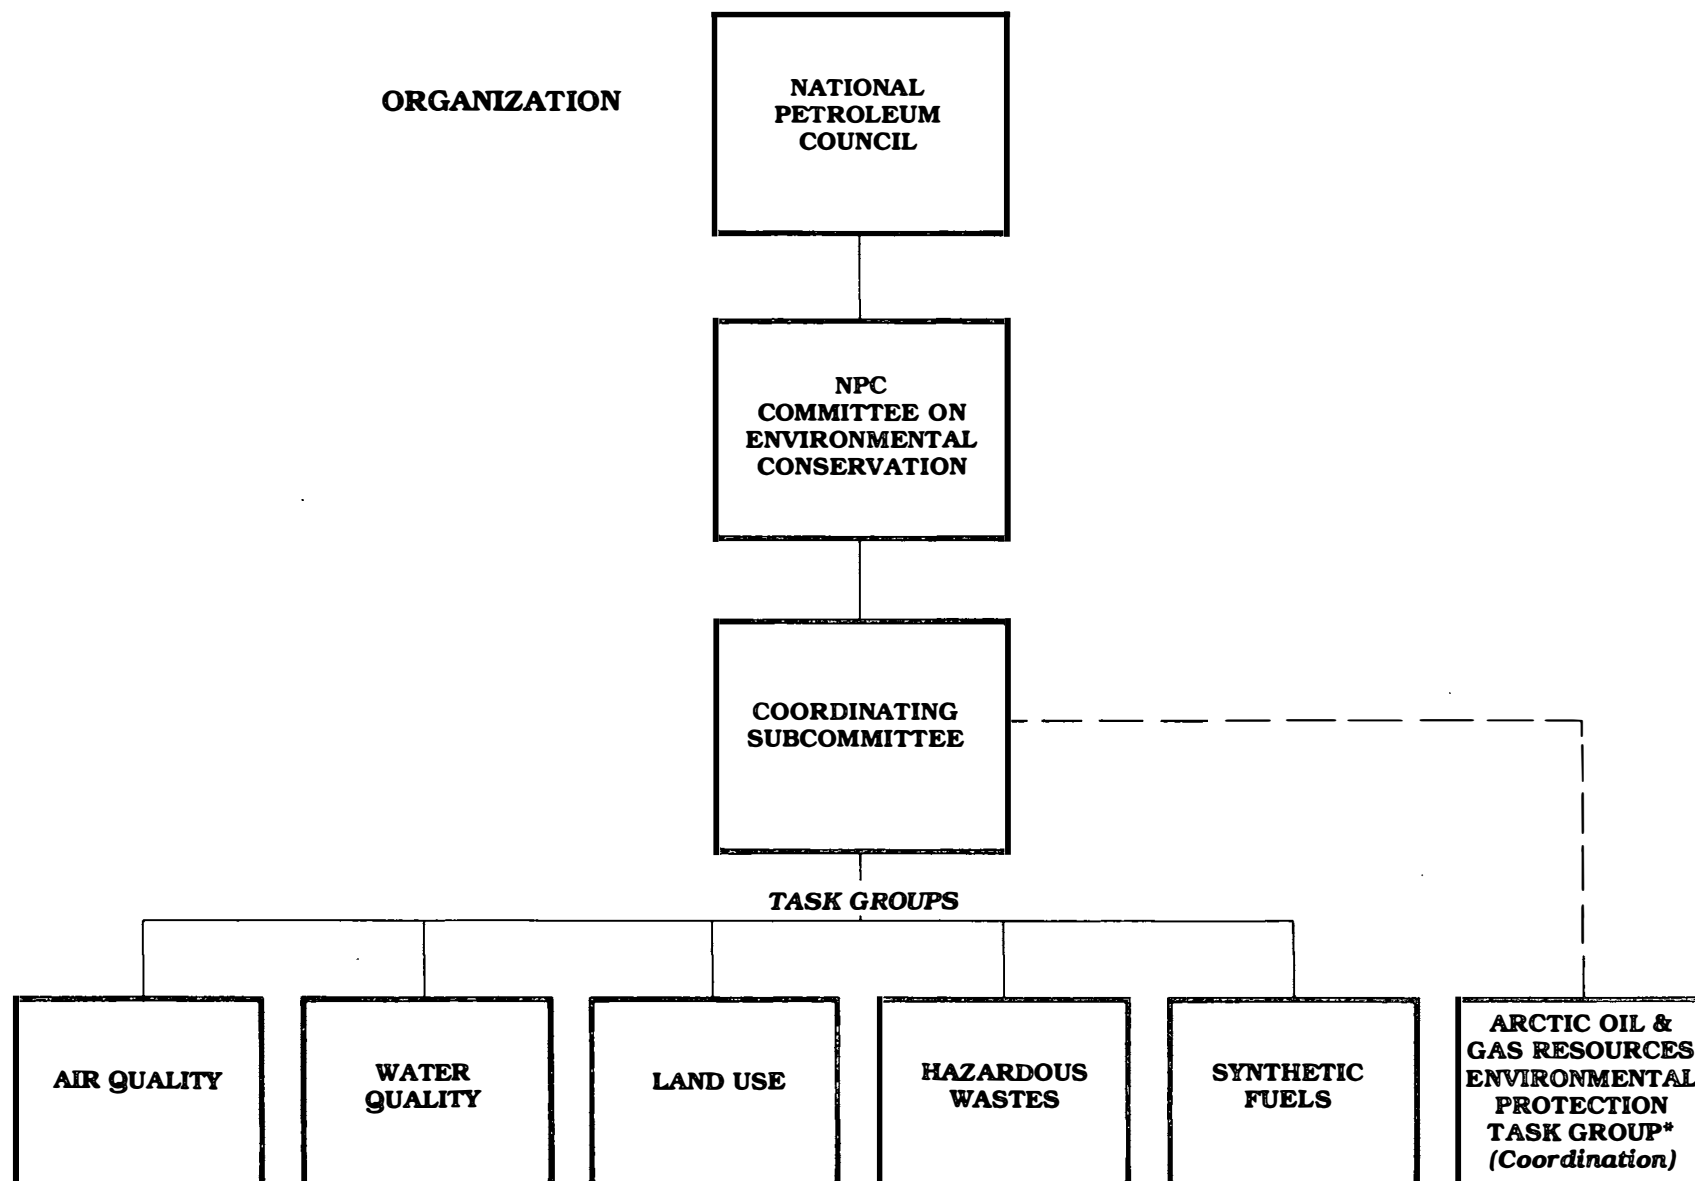 ORGANIZATION
NATIONAL
PETROLEUM
COUNCIL
NPC
COMMITTEE ON
ENVIRONMENTAL
CONSERVATION
COORDINATING
SUBCOMMITTEE
TASK GROUPS
AIR QUALITY
WATER
QUALITY
LAND USE
HAZARDOUS
WASTES
SYNTHETIC
FUELS
ARCTIC OIL &
GAS RESOURCES
ENVIRONMENTAL
PROTECTION
TASK GROUP*
(Coordination)